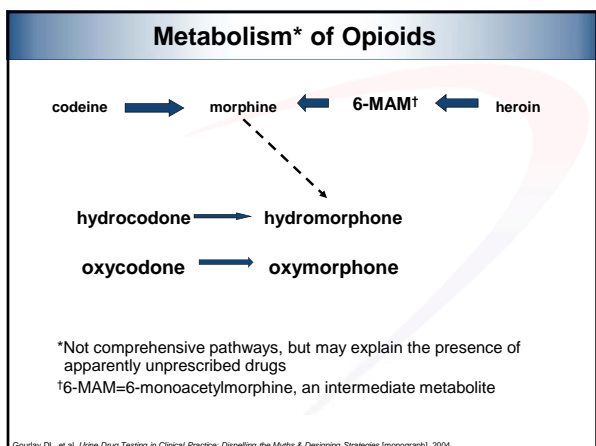 Metabolism* of Opioids
codeine morphine 6-MAM† heroin
hydrocodone hydromorphone
oxycodone oxymorphone
*Not comprehensive pathways, but may explain the presence of
apparently unprescribed drugs
†6-MAM=6-monoacetylmorphine, an intermediate metabolite
Gourlay DL, et al. Urine Drug Testing in Clinical Practice: Dispelling the Myths & Designing Strategies [monograph]. 2004.